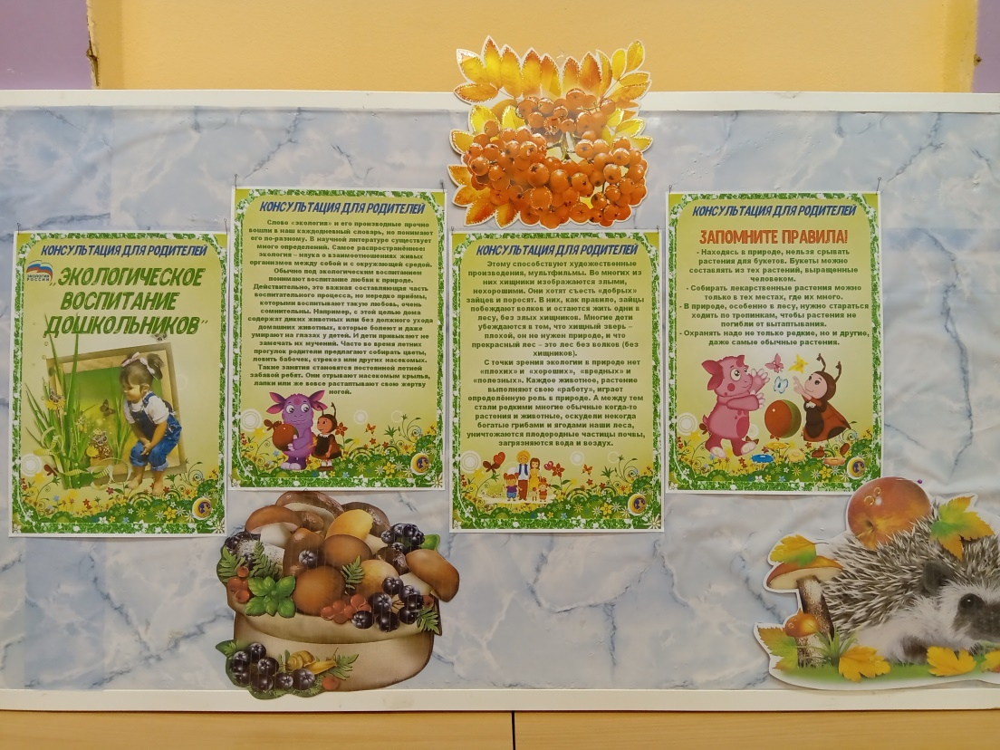 КОНСУЛЬТАЦИЯ ДЛЯ РОДИТЕЛЕЙ
ЭКОЛОГИЯ
РОССИИ
„ЭКОЛОГИЧЕСКОЕ
ВОСПИТАНИЕ
ДОШКОЛЬНИКОВ"
КОНСУЛЬТАЦИЯ ДЛЯ РОДИТЕЛЕЙ
Слово «экология» и его производные прочно
вошли в наш каждодневный словарь, но понимают
его по-разному. В научной литературе существует
много определений. Самое распространённое:
экология – наука о взаимоотношениях живых
организмов между собой и с окружающей средой.
Обычно под экологическим воспитанием
понимают воспитание любви к природе.
Действительно, это важная составляющая часть
воспитательного процесса, но нередко приёмы,
которыми воспитывают такую любовь, очень
сомнительны. Например, с этой целью дома
содержат диких животных или без должного ухода
домашних животных, которые болеют и даже
умирают на глазах у детей. И дети привыкают не
замечать их мучений. Часто во время летних
прогулок родители предлагают собирать цветы,
ловить бабочек, стрекоз или других насекомых.
Такие занятия становятся постоянной летней
забавой ребят. Они отрывают насекомым крылья,
лапки или же вовсе растаптывают свою жертву
ногой.
КОНСУЛЬТАЦИЯ ДЛЯ РОДИТЕЛЕЙ
Этому способствуют художественные
произведения, мультфильмы. Во многих из
них хищники изображаются злыми,
нехорошими. Они хотят съесть «добрых»
зайцев и поросят. В них, как правило, зайцы
побеждают волков и остаются жить одни в
лесу, без злых хищников. Многие дети
убеждаются в том, что хищный зверь –
плохой, он не нужен природе, и что
прекрасный лес – это лес без волков (без
хищников).
С точки зрения экологии в природе нет
«плохих» и «хороших», «вредных» и
«полезных». Каждое животное, растение
выполняют свою «работу», играет
определённую роль в природе. А между тем
стали редкими многие обычные когда-то
растения и животные, оскудели некогда
богатые грибами и ягодами наши леса,
уничтожаются плодородные частицы почвы,
загрязняются вода и воздух.
КОНСУЛЬТАЦИЯ ДЛЯ РОДИТЕЛЕЙ
ЗАПОМНИТЕ ПРАВИЛА!
- Находясь в природе, нельзя срывать
растения для букетов. Букеты можно
составлять из тех растений, выращенные
человеком.
- Собирать лекарственные растения можно
только в тех местах, где их много.
- В природе, особенно в лесу, нужно стараться
ходить по тропинкам, чтобы растения не
погибли от вытаптывания.
- Охранять надо не только редкие, но и другие,
даже самые обычные растения.